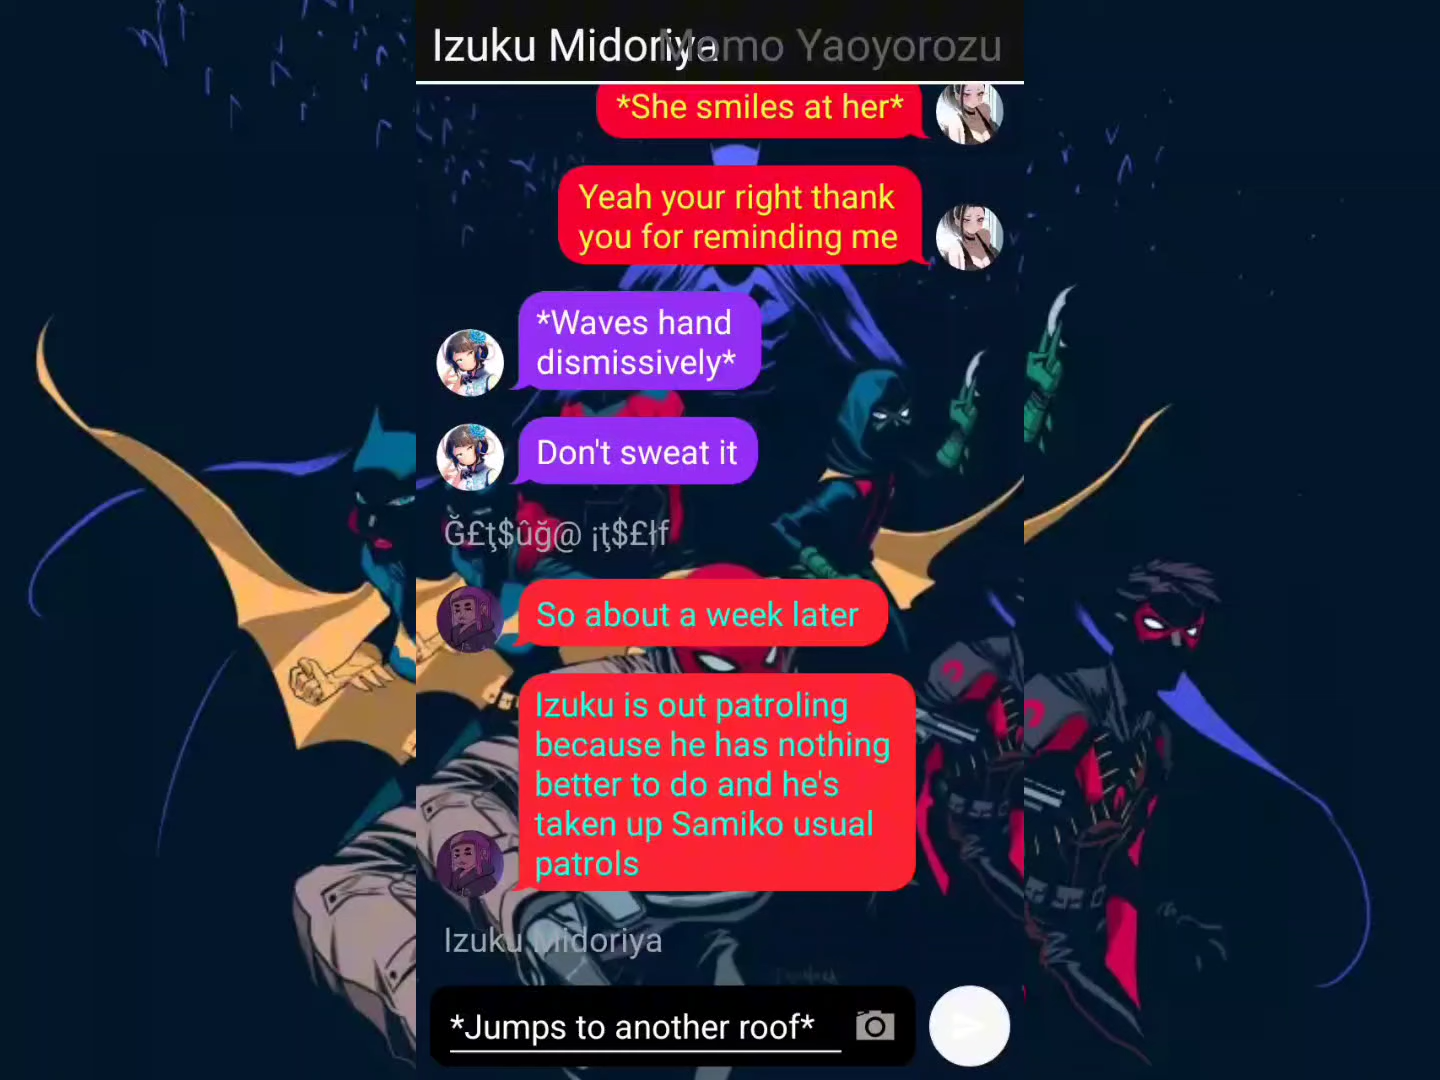 Izuku Midoriya Momo Yaoyorozu
*She smiles at her*
Yeah your right thank
you for reminding me
*Waves hand
dismissively*
Don't sweat it
Ğ£ţ$ûğ@ ¡ţ$£łf
So about a week later
Izuku is out patroling
because he has nothing
better to do and he's
taken up Samiko usual
patrols
Izuku Midoriya
*Jumps to another roof*